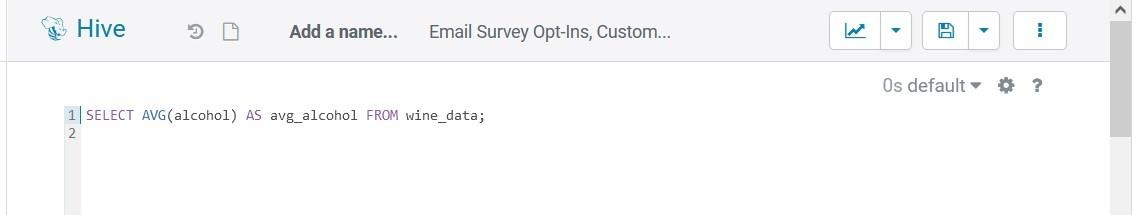 Hive Add a name... Email Survey Opt-Ins, Custom...
0s default ?
1 SELECT AVG(alcohol) AS avg_alcohol FROM wine_data;
2